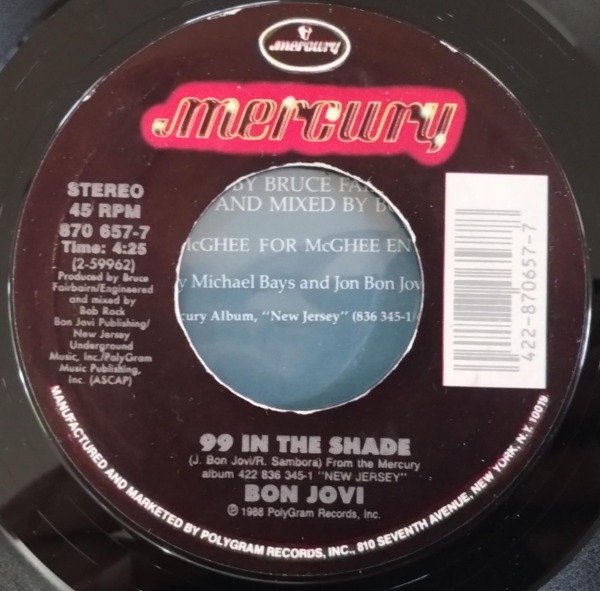 mercury
mercury
STEREO
45 RPM
870 657-7
Time: 4:25
(2-59962)
Produced by Bruce
Fairbairn/Engineered
and mixed by
Bob Rock
Bon Jovi Publishing/
New Jersey
Underground
Music, Inc./PolyGram
Music Publishing,
Inc. (ASCAP)
BY BRUCE
AND MIXED BY
McGHEE FOR McGHEE
Michael Bays and Jon Bon
Album, "New Jersey" (836 345-1
422-870657-7
99 IN THE SHADE
(J. Bon Jovi/R. Sambora) From the Mercury
album 422 836 345-1 "NEW JERSEY"
BON JOVI
℗ 1988 PolyGram Records, Inc.
MANUFACTURED AND MARKETED BY POLYGRAM RECORDS, INC., 810 SEVENTH AVENUE, NEW YORK, N.Y. 10019